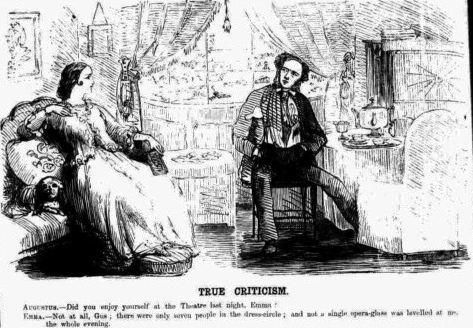 TRUE CRITICISM.
AUGUSTUS.—Did you enjoy yourself at the Theatre last night, Emma?
EMMA.—Not at all, Gus; there were only seven people in the dress-circle; and not a single opera-glass was levelled at me
the whole evening.